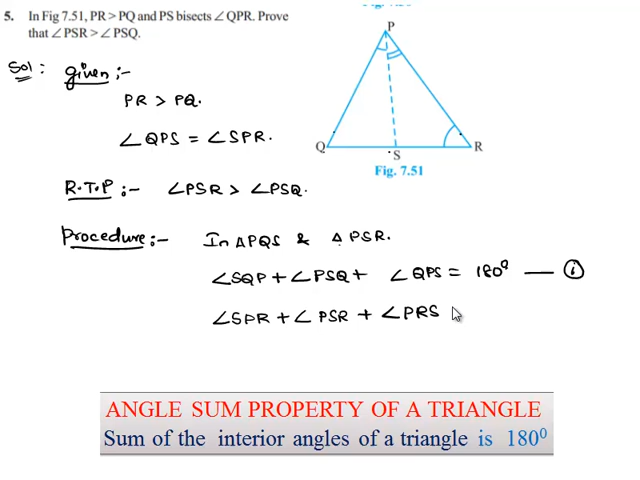 5. In Fig 7.51, PR > PQ and PS bisects ∠ QPR. Prove
that ∠ PSR > ∠ PSQ.
Sol :
given :-
PR > PQ.
∠QPS = ∠SPR.
R.T.P :- ∠PSR > ∠PSQ.
Procedure :- In ΔPQS & Δ PSR.
∠SQP + ∠PSQ + ∠QPS = 180° — (i)
∠SPR + ∠PSR + ∠PRS
P
Q
S
R
Fig. 7.51
ANGLE SUM PROPERTY OF A TRIANGLE
Sum of the interior angles of a triangle is 180⁰